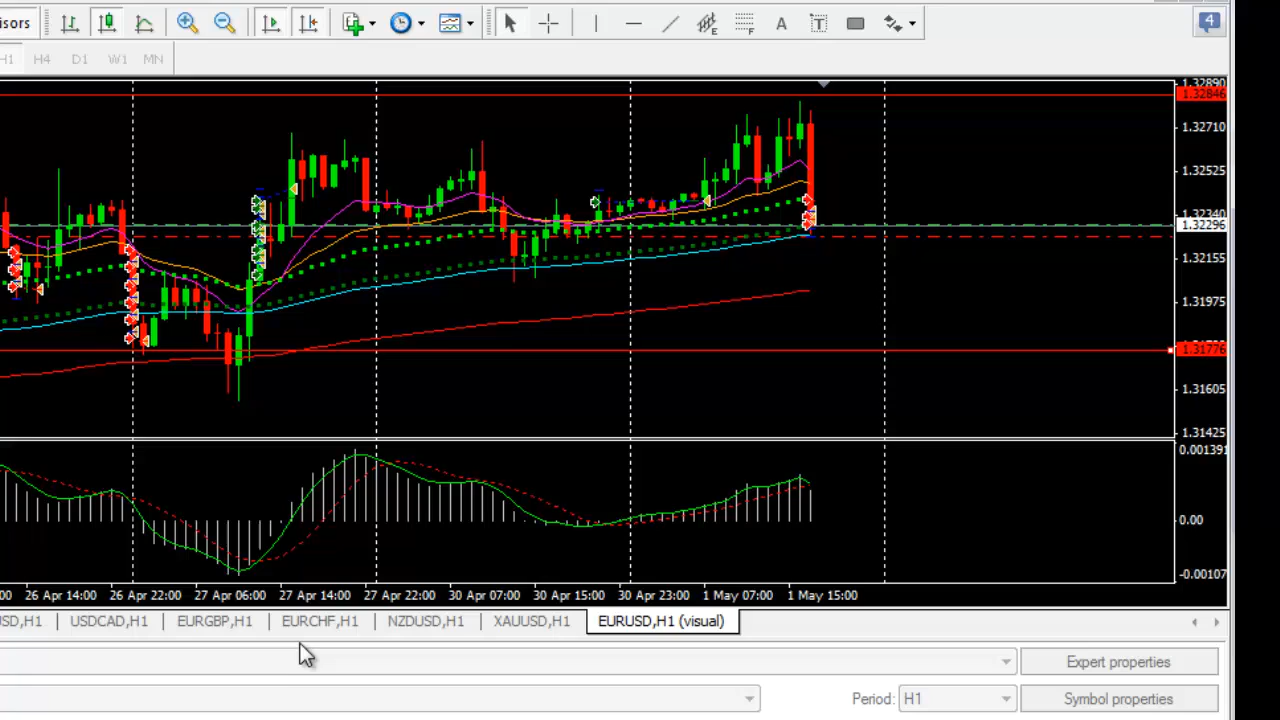 isors
E
F
A
T
4
H1 H4 D1 W1 MN
1.32890
1.32846
1.32710
1.32525
1.32340
1.32296
1.32155
1.31975
1.31776
1.31605
1.31425
0.001391
0.00
-0.00107
00 26 Apr 14:00 26 Apr 22:00 27 Apr 06:00 27 Apr 14:00 27 Apr 22:00 30 Apr 07:00 30 Apr 15:00 30 Apr 23:00 1 May 07:00 1 May 15:00
SD,H1 USDCAD,H1 EURGBP,H1 EURCHF,H1 NZDUSD,H1 XAUUSD,H1 EURUSD,H1 (visual)
Expert properties
Period: H1 Symbol properties